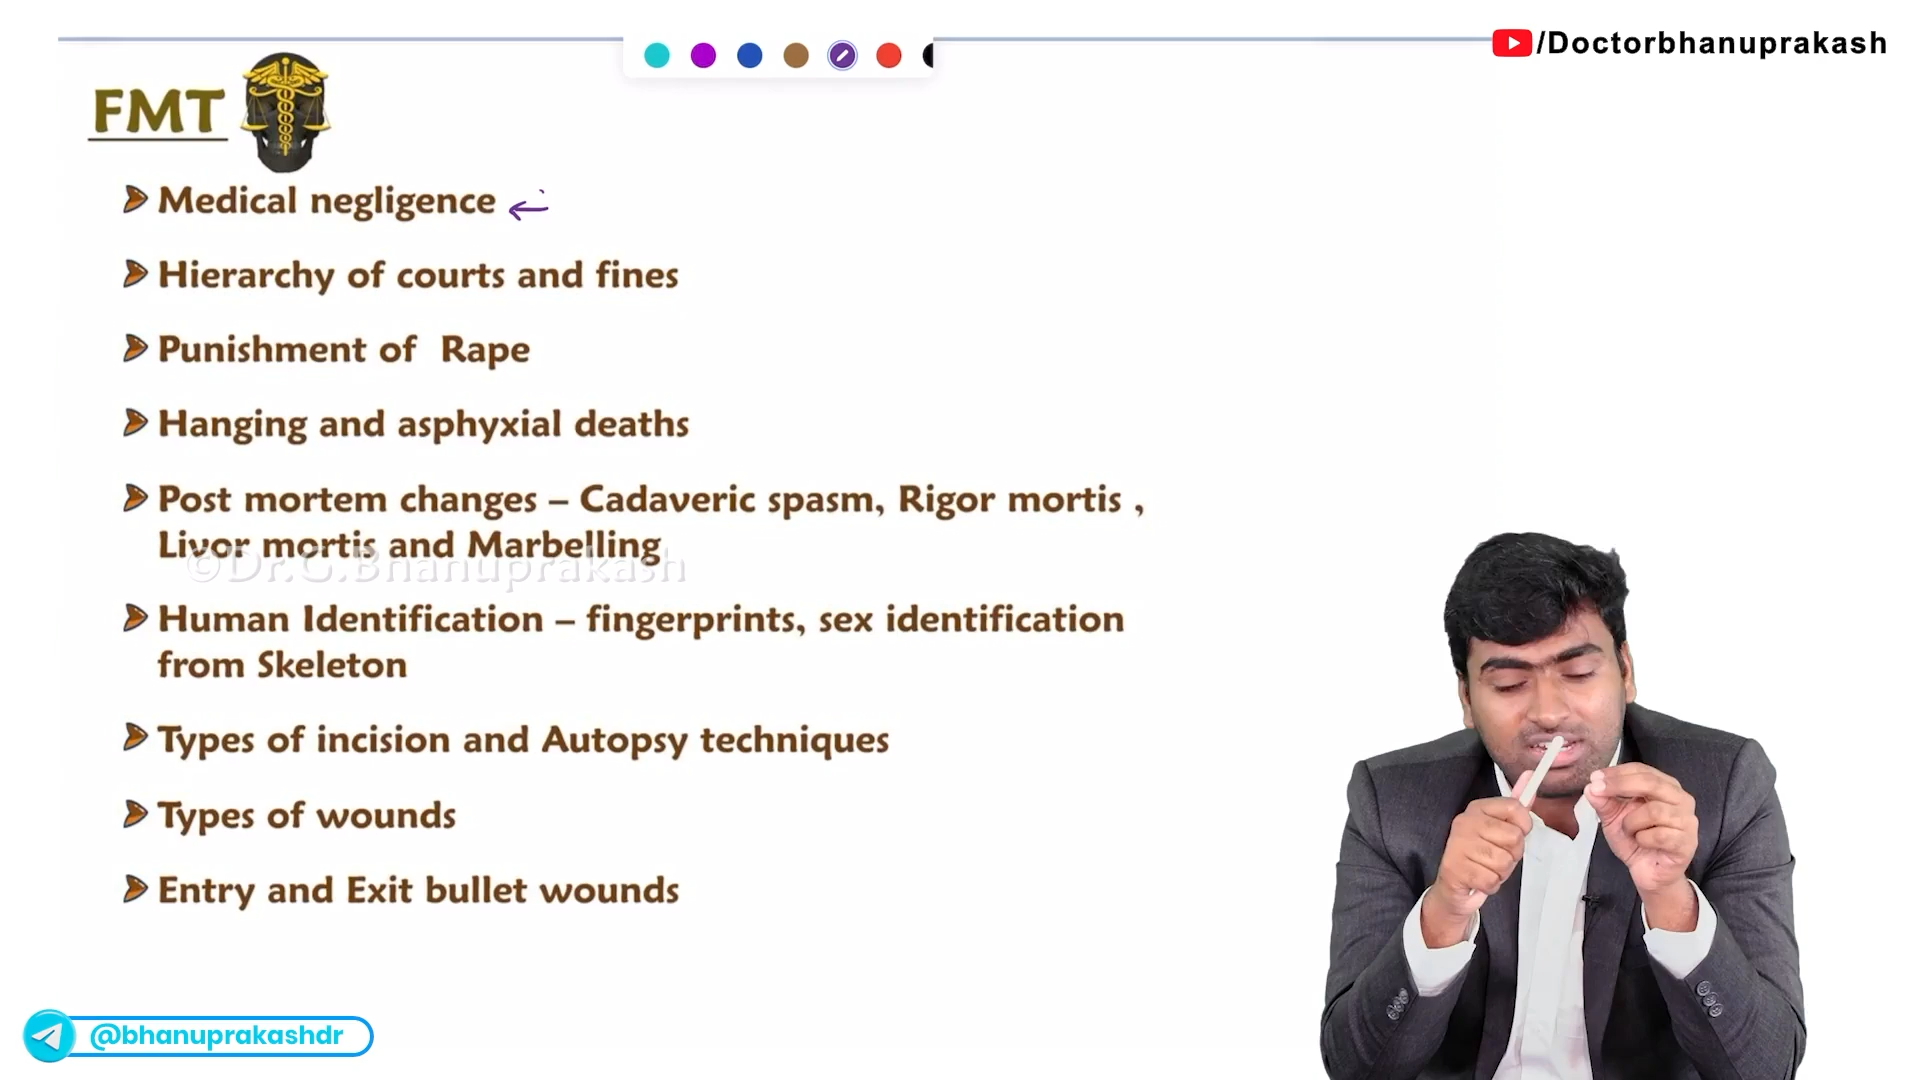 /Doctorbhanuprakash
FMT
Medical negligence
Hierarchy of courts and fines
Punishment of Rape
Hanging and asphyxial deaths
Post mortem changes – Cadaveric spasm, Rigor mortis ,
Livor mortis and Marbelling
©Dr.G.Bhanuprakash
Human Identification – fingerprints, sex identification
from Skeleton
Types of incision and Autopsy techniques
Types of wounds
Entry and Exit bullet wounds
@bhanuprakashdr